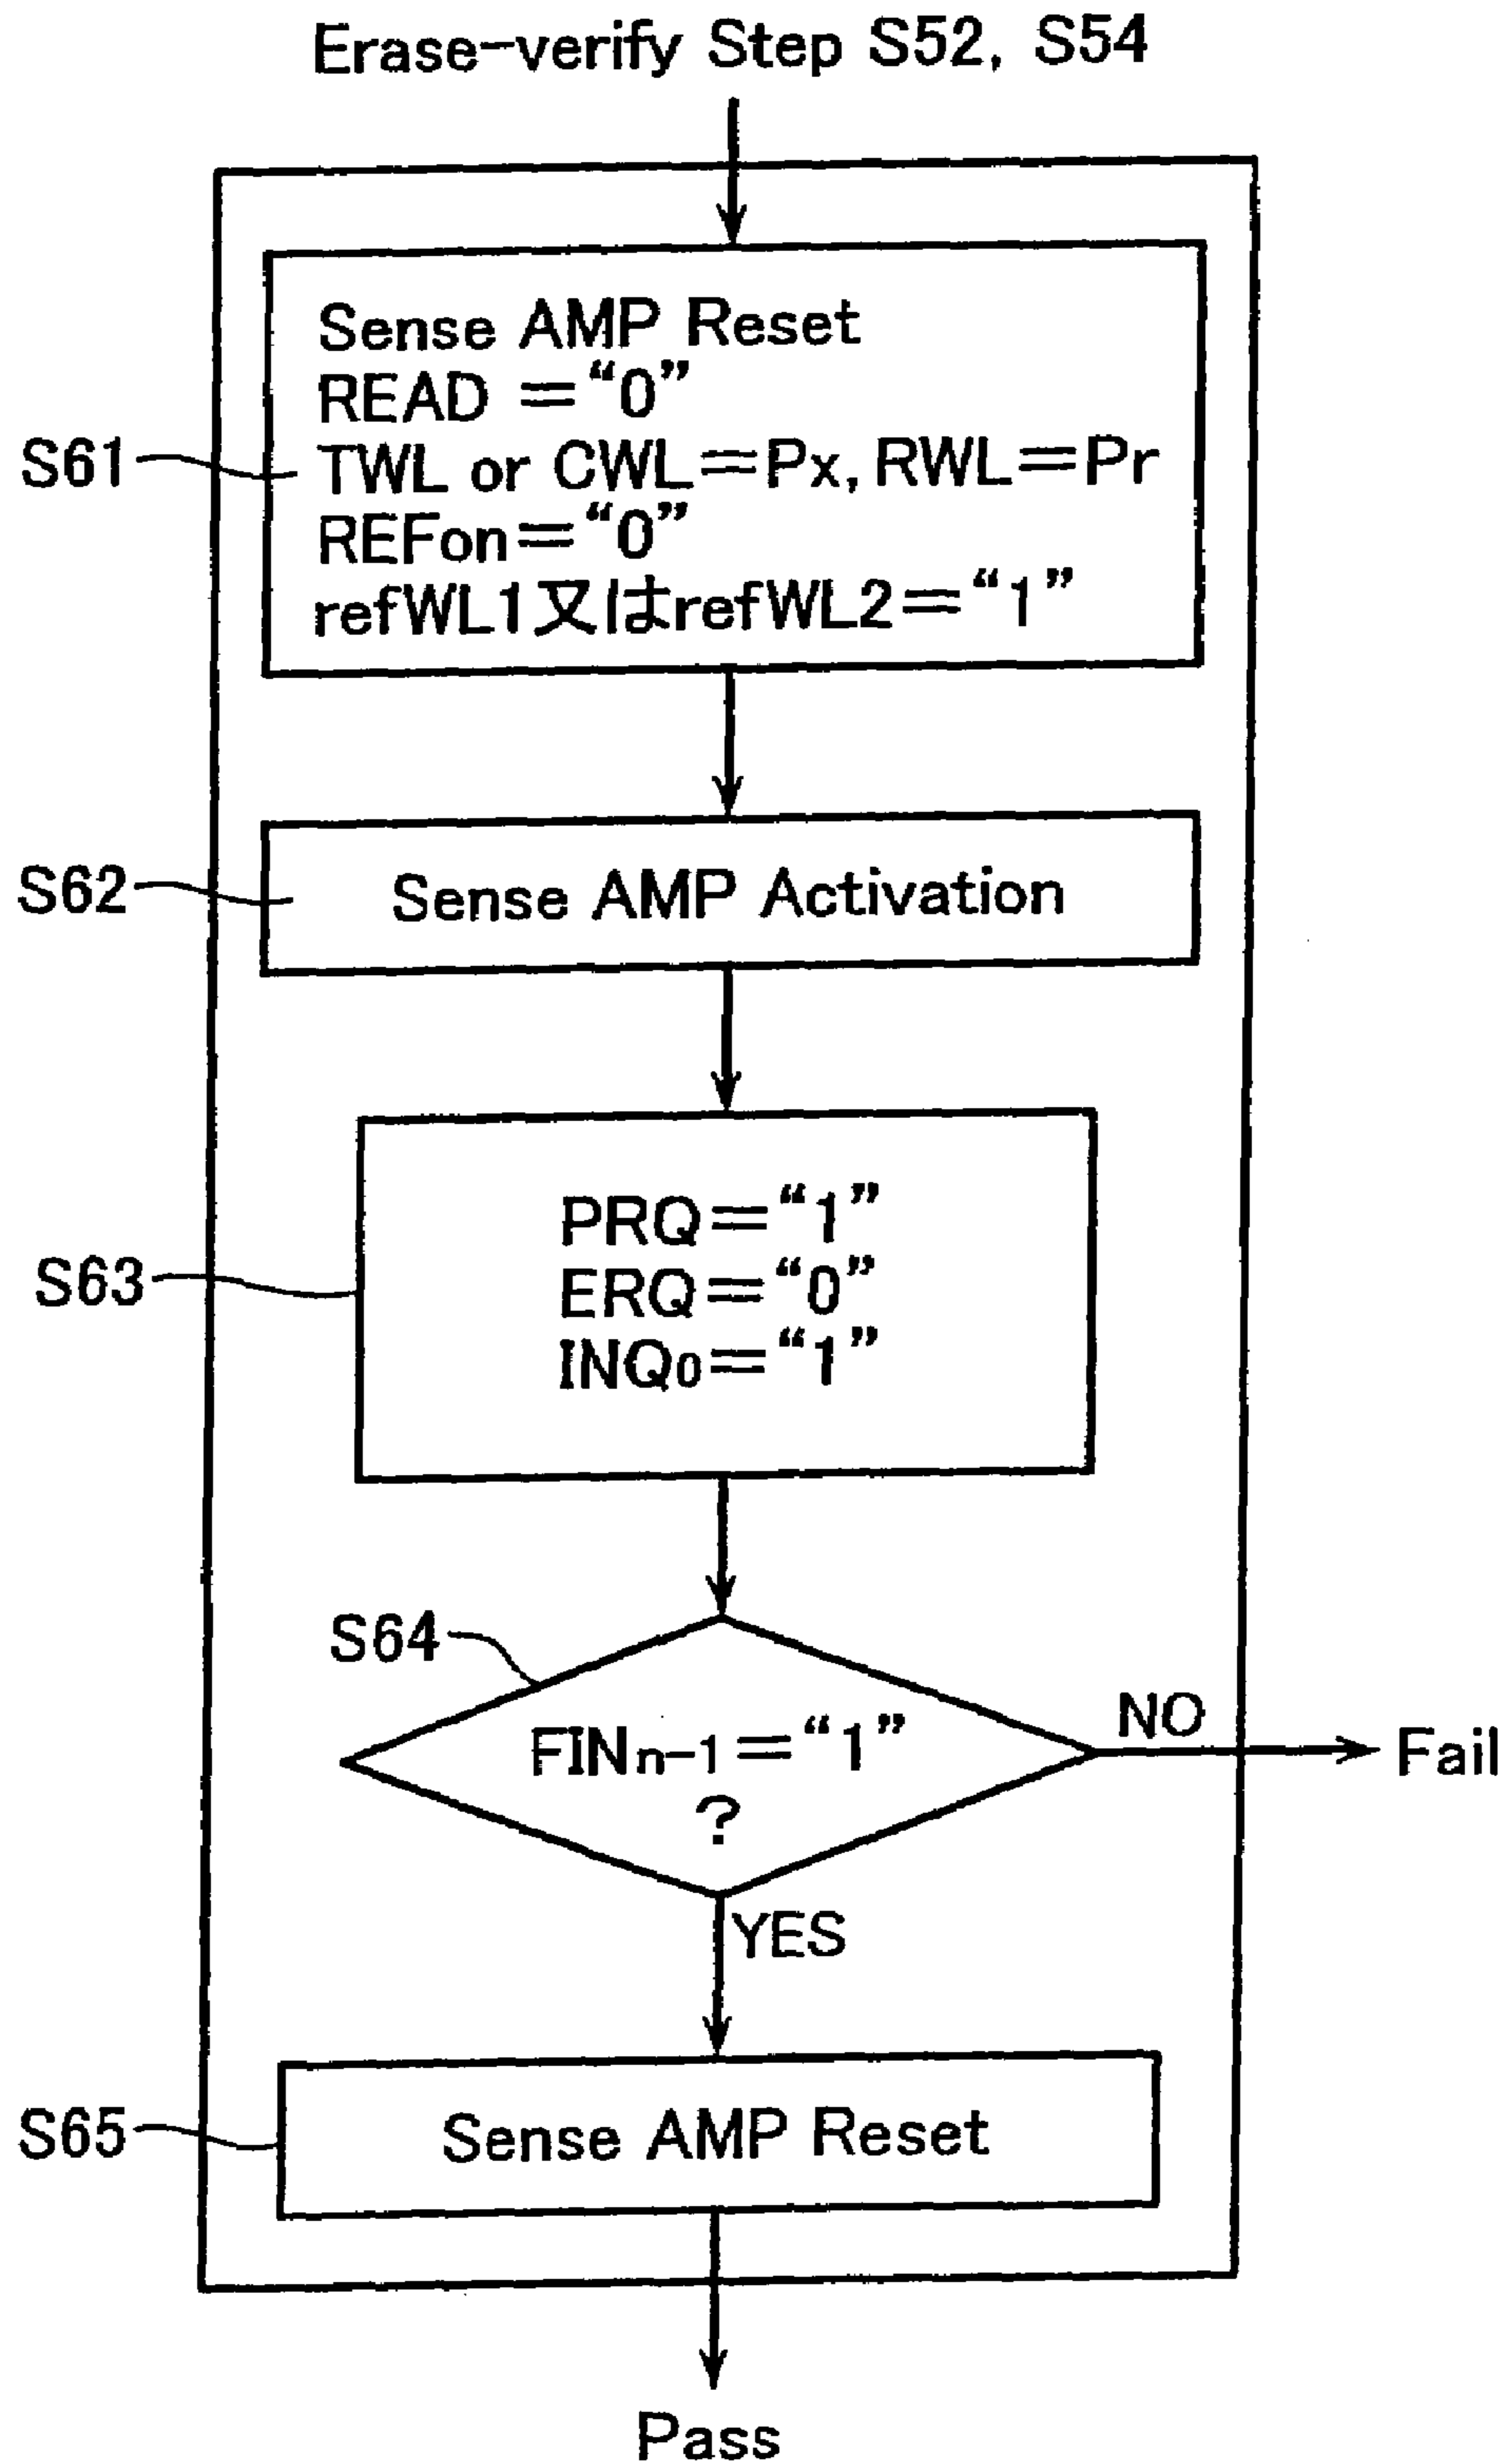 Erase-verify Step S52, S54
S61
Sense AMP Reset
READ ="0"
TWL or CWL=Px, RWL=Pr
REFon="0"
refWL1又はrefWL2="1"
S62
Sense AMP Activation
S63
PRQ="1"
ERQ="0"
INQ0="1"
S64
FINn-1="1"
?
NO
Fail
YES
S65
Sense AMP Reset
Pass